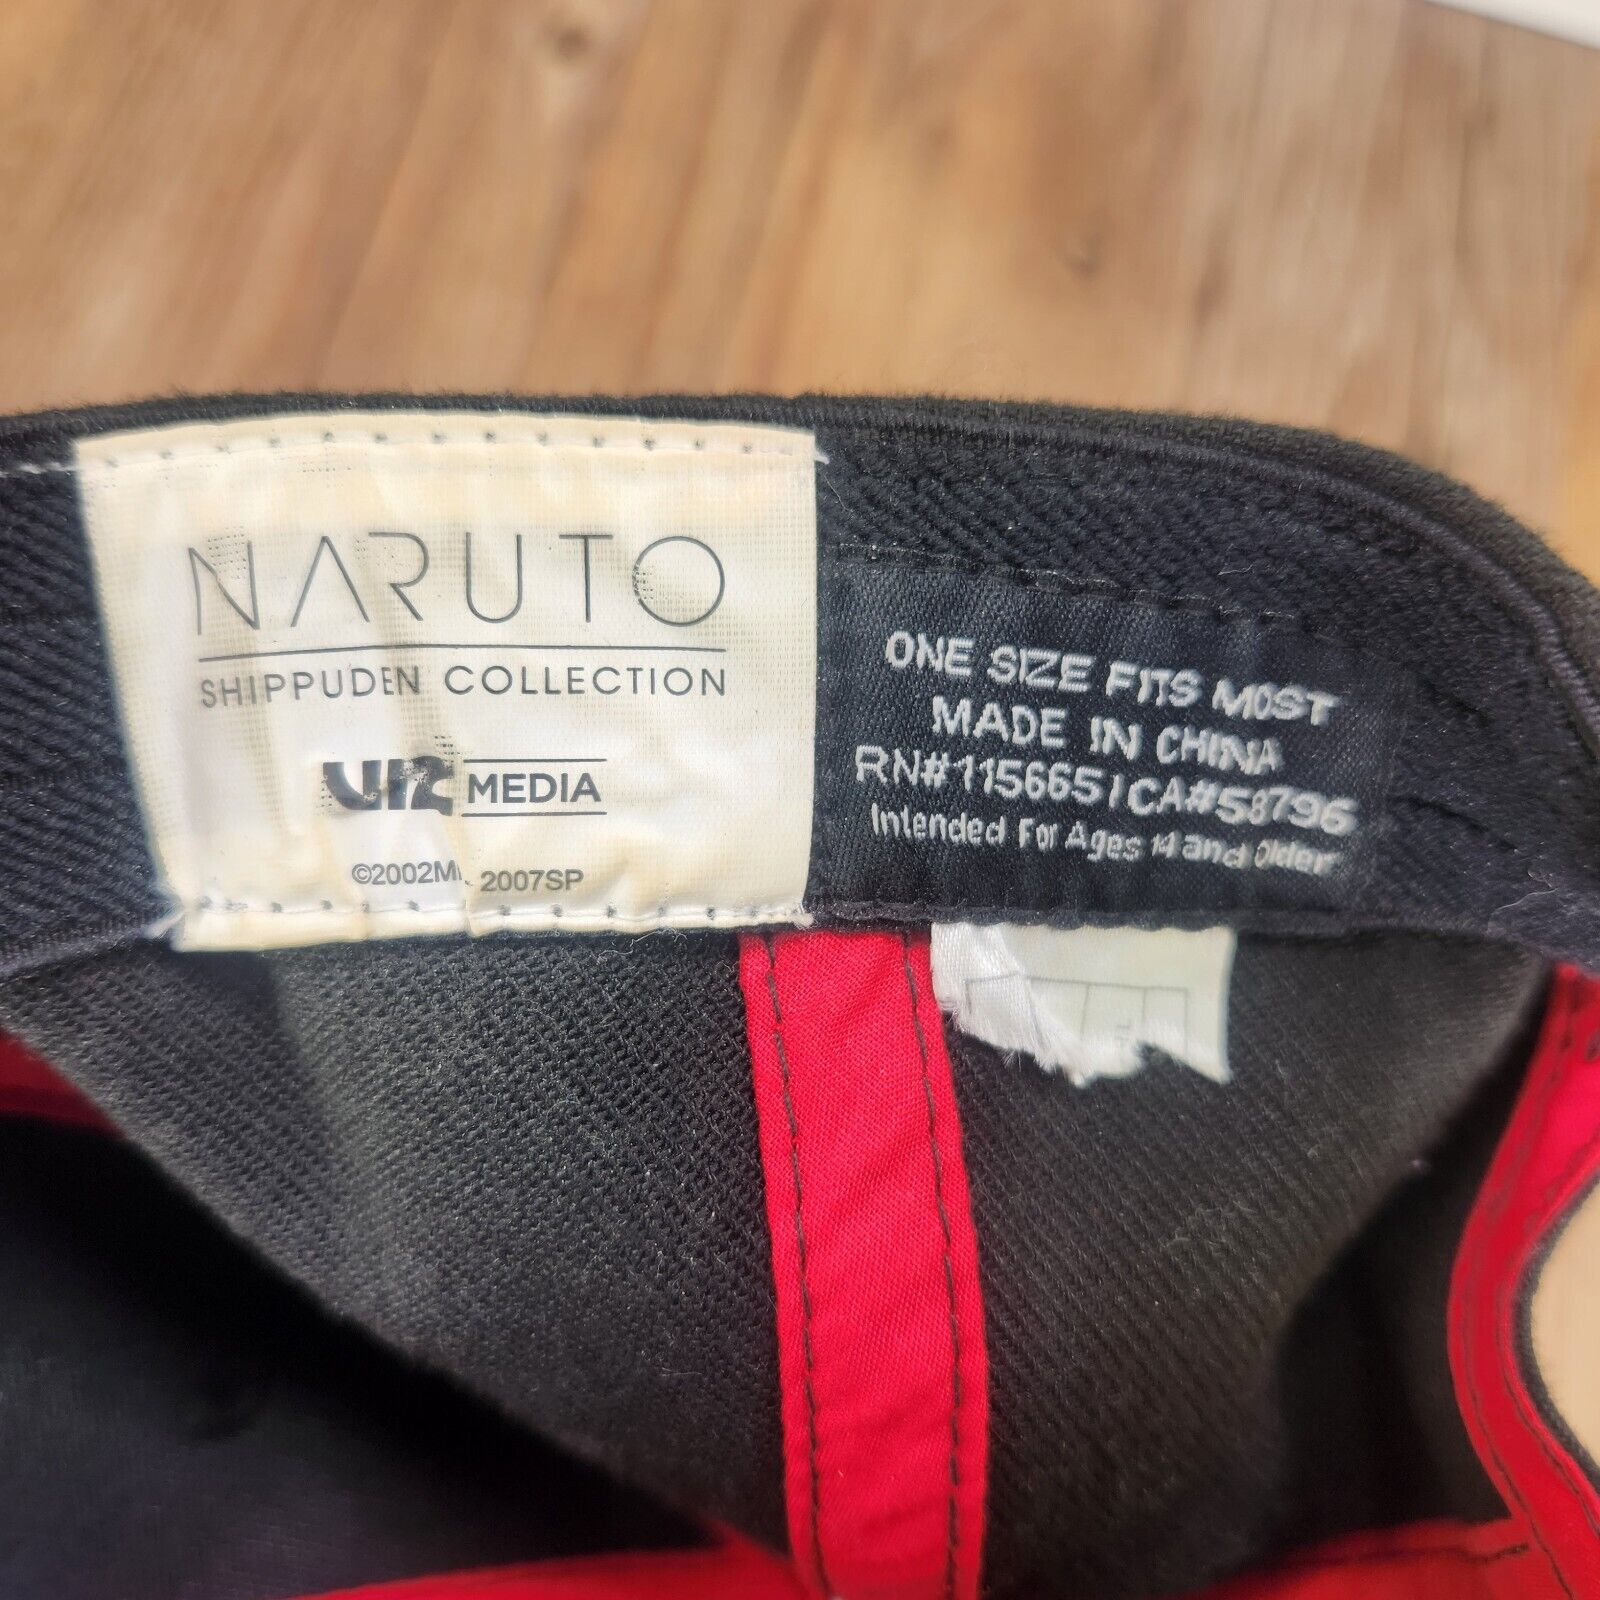 NARUTO
SHIPPUDEN COLLECTION
VIZ MEDIA
©2002MK 2007SP
ONE SIZE FITS MOST
MADE IN CHINA
RN#115665 / CA#58796
Intended For Ages 14 and Older